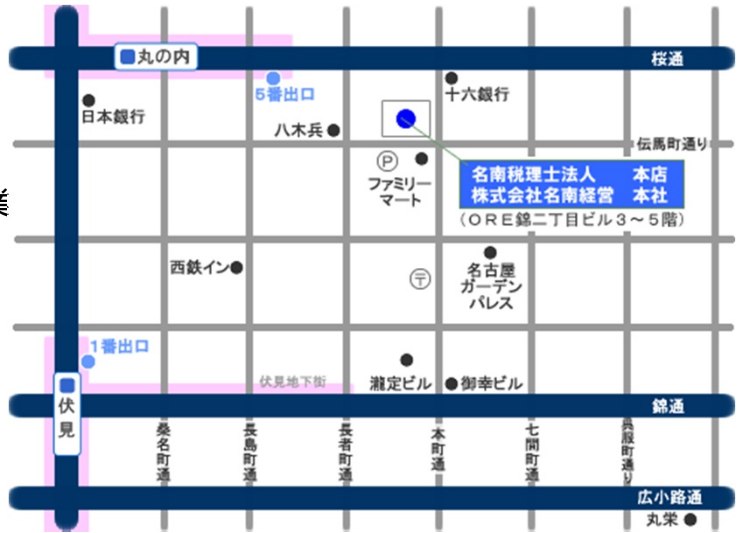 丸の内
桜通
5番出口
十六銀行
日本銀行
八木兵
伝馬町通り
P
ファミリー
マート
名南税理士法人 本店
株式会社名南経営 本社
(ORE錦二丁目ビル3～5階)
業
西鉄イン
〒
名古屋
ガーデン
パレス
1番出口
伏見地下街
瀧定ビル
御幸ビル
伏見
錦通
桑名町通
長島町通
長者町通
本町通
七間町通
呉服町通り
広小路通
丸栄